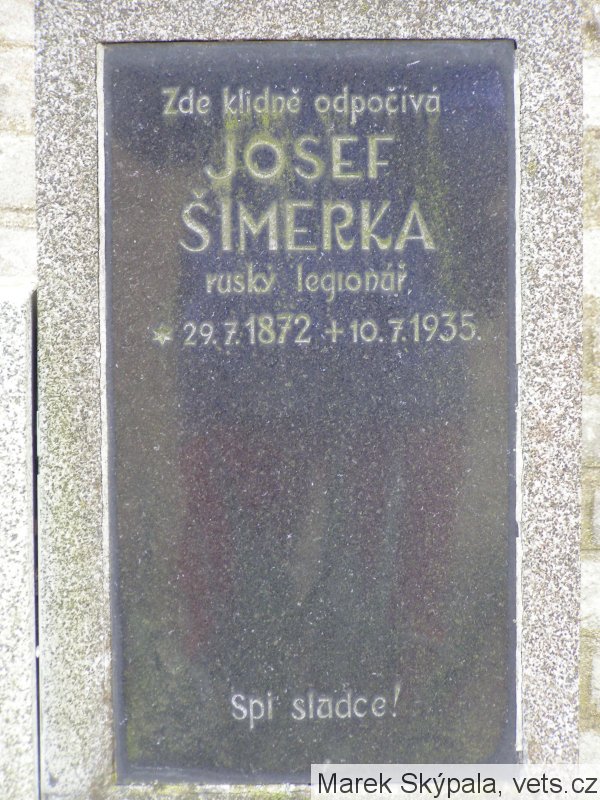 Zde klidně odpočívá
JOSEF
ŠIMERKA
ruský legionář
* 29.7.1872 + 10.7.1935.
Spi sladce!
Marek Skýpala, vets.cz